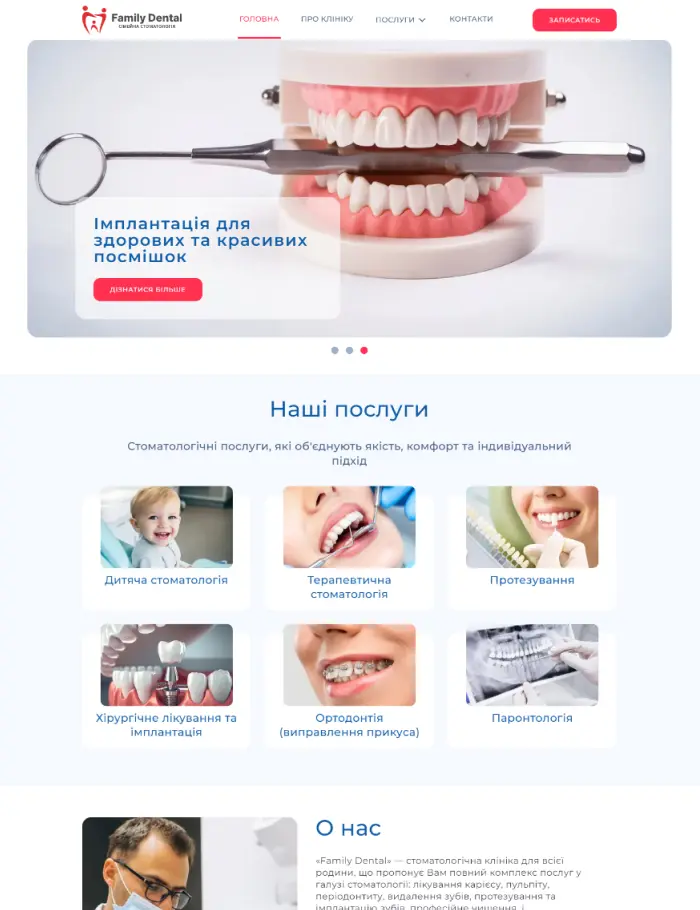 Family Dental
СІМЕЙНА СТОМАТОЛОГІЯ
ГОЛОВНА
ПРО КЛІНІКУ
ПОСЛУГИ
КОНТАКТИ
ЗАПИСАТИСЬ
Імплантація для
здорових та красивих
посмішок
ДІЗНАТИСЯ БІЛЬШЕ
Наші послуги
Стоматологічні послуги, які об'єднують якість, комфорт та індивідуальний
підхід
Дитяча стоматологія
Терапевтична
стоматологія
Протезування
Хірургічне лікування та
імплантація
Ортодонтія
(виправлення прикуса)
Паронтологія
О нас
«Family Dental» — стоматологічна клініка для всієї
родини, що пропонує Вам повний комплекс послуг у
галузі стоматології: лікування карієсу, пульпіту,
періодонтиту, видалення зубів, протезування та
імплантацію зубів, професійне чищення, і